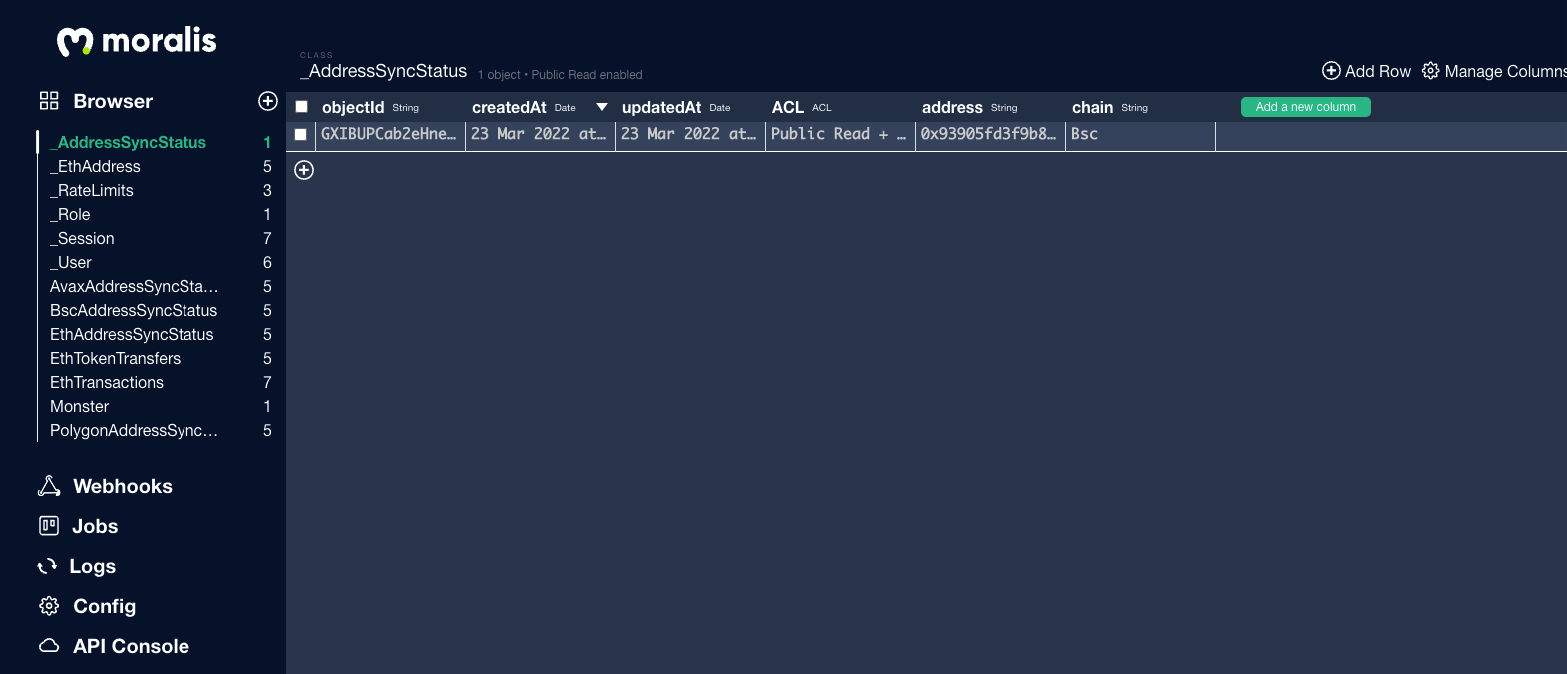 moralis
Browser
_AddressSyncStatus 1
_EthAddress 5
_RateLimits 3
_Role 1
_Session 7
_User 6
AvaxAddressSyncSta... 5
BscAddressSyncStatus 5
EthAddressSyncStatus 5
EthTokenTransfers 5
EthTransactions 7
Monster 1
PolygonAddressSync... 5
Webhooks
Jobs
Logs
Config
API Console
CLASS
_AddressSyncStatus 1 object • Public Read enabled
Add Row Manage Columns
objectId String createdAt Date updatedAt Date ACL ACL address String chain String Add a new column
GXIBUPCab2eHne... 23 Mar 2022 at... 23 Mar 2022 at... Public Read + ... 0x93905fd3f9b8... Bsc